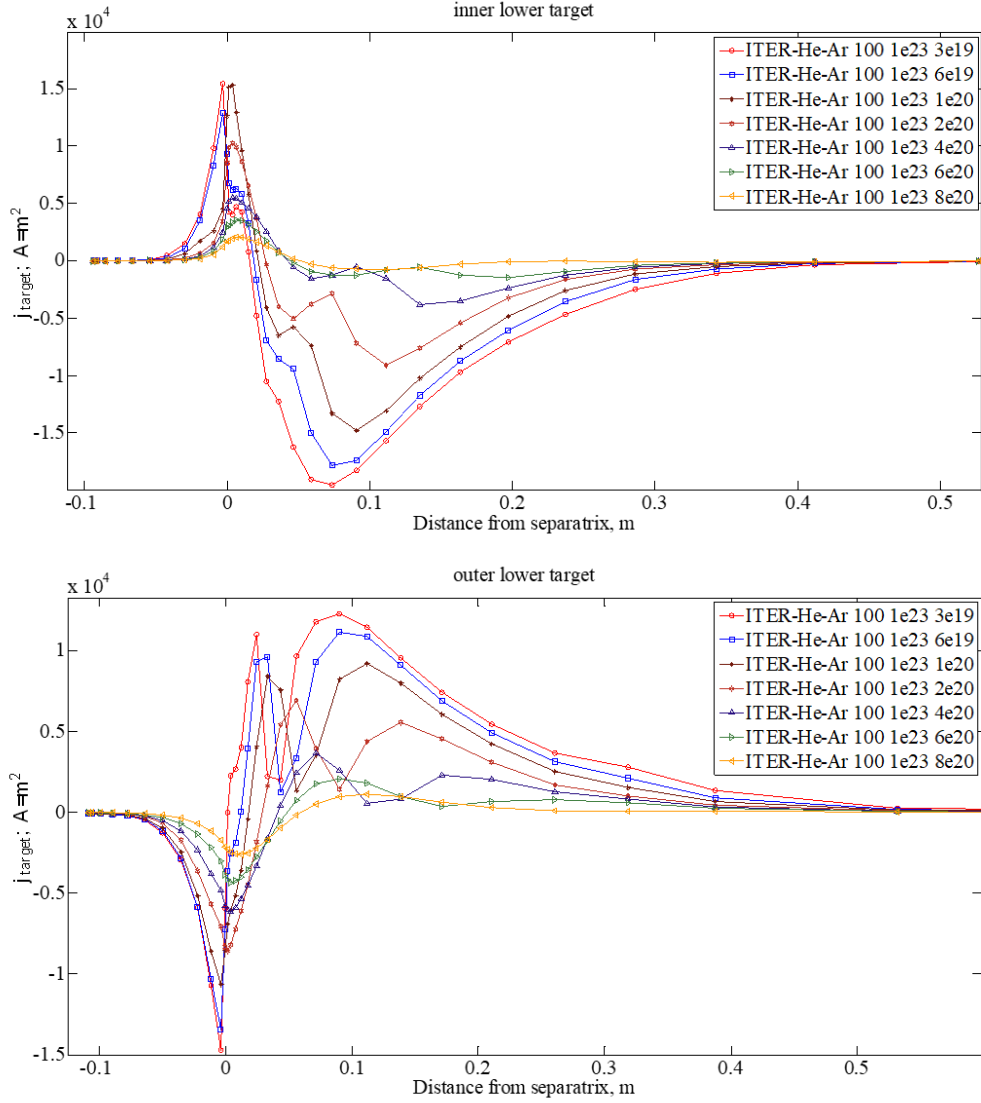 inner lower target
x 10^4
1.5
1
0.5
0
-0.5
-1
-1.5
j_target; A=m^2
-0.1 0 0.1 0.2 0.3 0.4 0.5
Distance from separatrix, m
ITER-He-Ar 100 1e23 3e19
ITER-He-Ar 100 1e23 6e19
ITER-He-Ar 100 1e23 1e20
ITER-He-Ar 100 1e23 2e20
ITER-He-Ar 100 1e23 4e20
ITER-He-Ar 100 1e23 6e20
ITER-He-Ar 100 1e23 8e20
outer lower target
x 10^4
1
0.5
0
-0.5
-1
-1.5
j_target; A=m^2
-0.1 0 0.1 0.2 0.3 0.4 0.5
Distance from separatrix, m
ITER-He-Ar 100 1e23 3e19
ITER-He-Ar 100 1e23 6e19
ITER-He-Ar 100 1e23 1e20
ITER-He-Ar 100 1e23 2e20
ITER-He-Ar 100 1e23 4e20
ITER-He-Ar 100 1e23 6e20
ITER-He-Ar 100 1e23 8e20